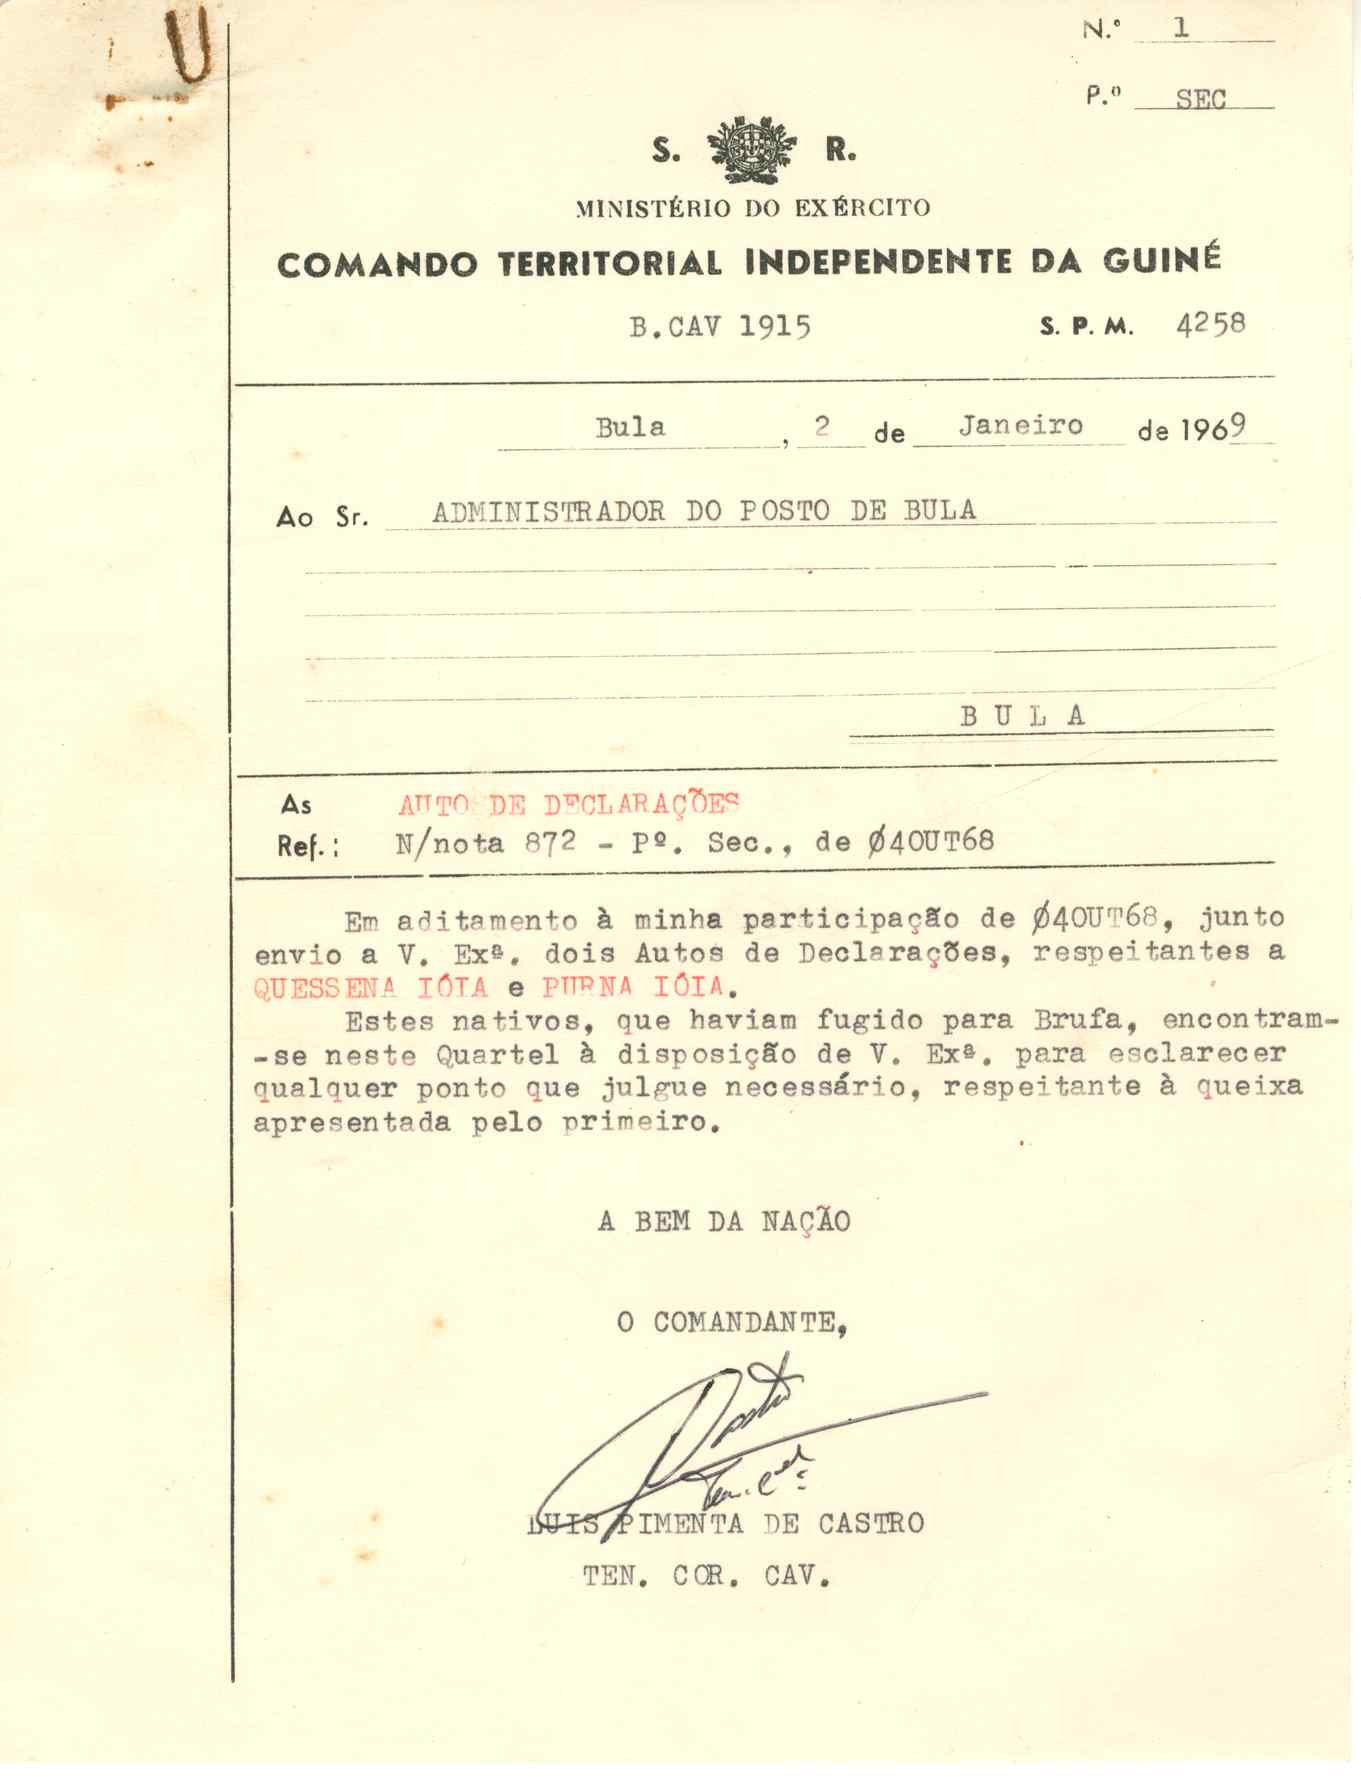 N.º 1
P.º SEC
S. R.
MINISTÉRIO DO EXÉRCITO
COMANDO TERRITORIAL INDEPENDENTE DA GUINÉ
B.CAV 1915 S. P. M. 4258
Bula , 2 de Janeiro de 1969
Ao Sr. ADMINISTRADOR DO POSTO DE BULA
B U L A
As AUTO DE DECLARAÇÕES
Ref.: N/nota 872 - Pº. Sec., de Ø4OUT68
Em aditamento à minha participação de Ø4OUT68, junto
envio a V. Exª. dois Autos de Declarações, respeitantes a
QUESSENA IÓIA e PURNA IÓIA.
Estes nativos, que haviam fugido para Brufa, encontram-
-se neste Quartel à disposição de V. Exª. para esclarecer
qualquer ponto que julgue necessário, respeitante à queixa
apresentada pelo primeiro.
A BEM DA NAÇÃO
O COMANDANTE,
Ten. Cel
LUIS PIMENTA DE CASTRO
TEN. COR. CAV.